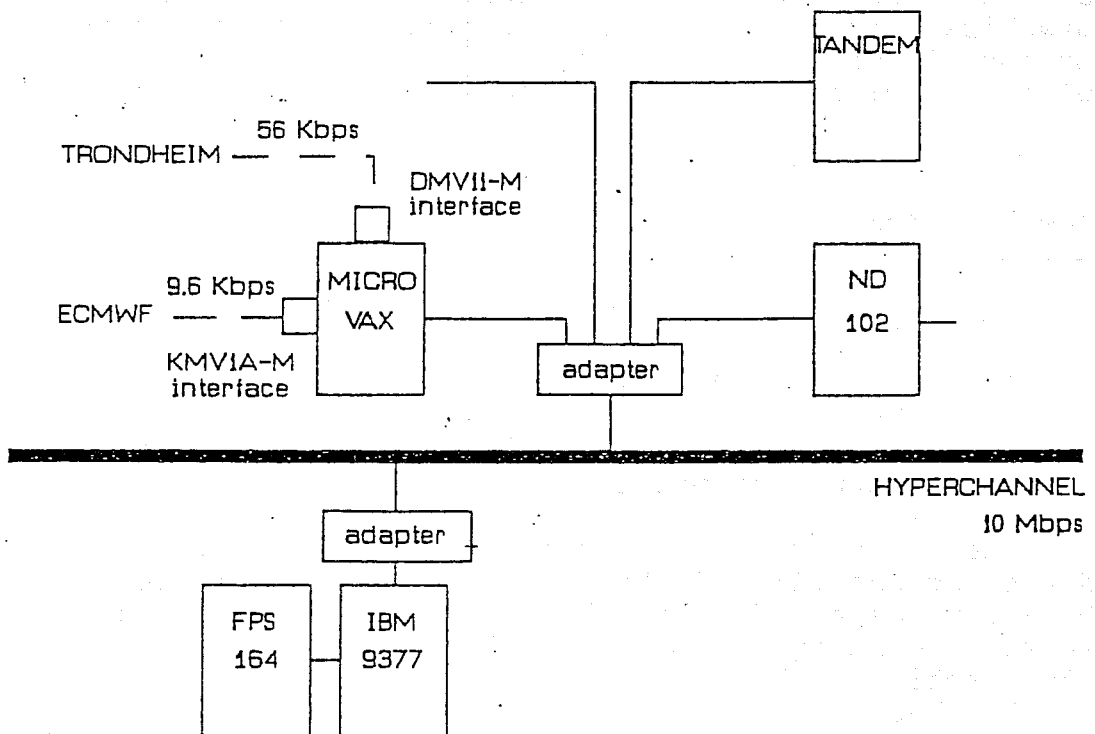 TANDEM
56 Kbps
TRONDHEIM
DMV11-M
interface
MICRO
VAX
ND
102
9.6 Kbps
ECMWF
KMV1A-M
interface
adapter
HYPERCHANNEL
10 Mbps
adapter
FPS
164
IBM
9377